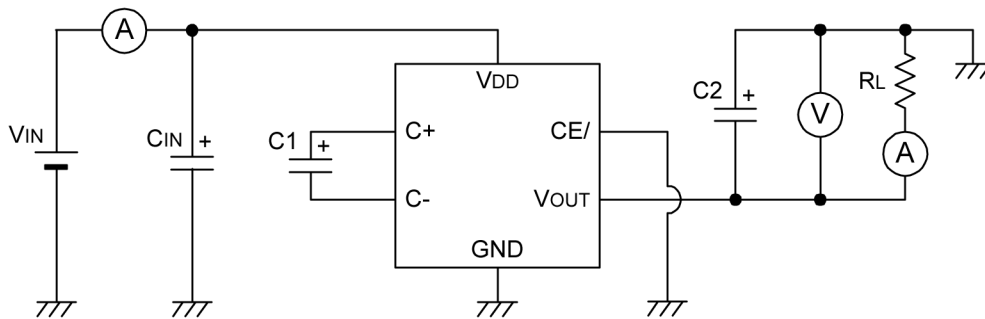 A
VDD
C2 +
RL
VIN
CIN +
C1 +
C+
CE/
V
A
C-
VOUT
GND